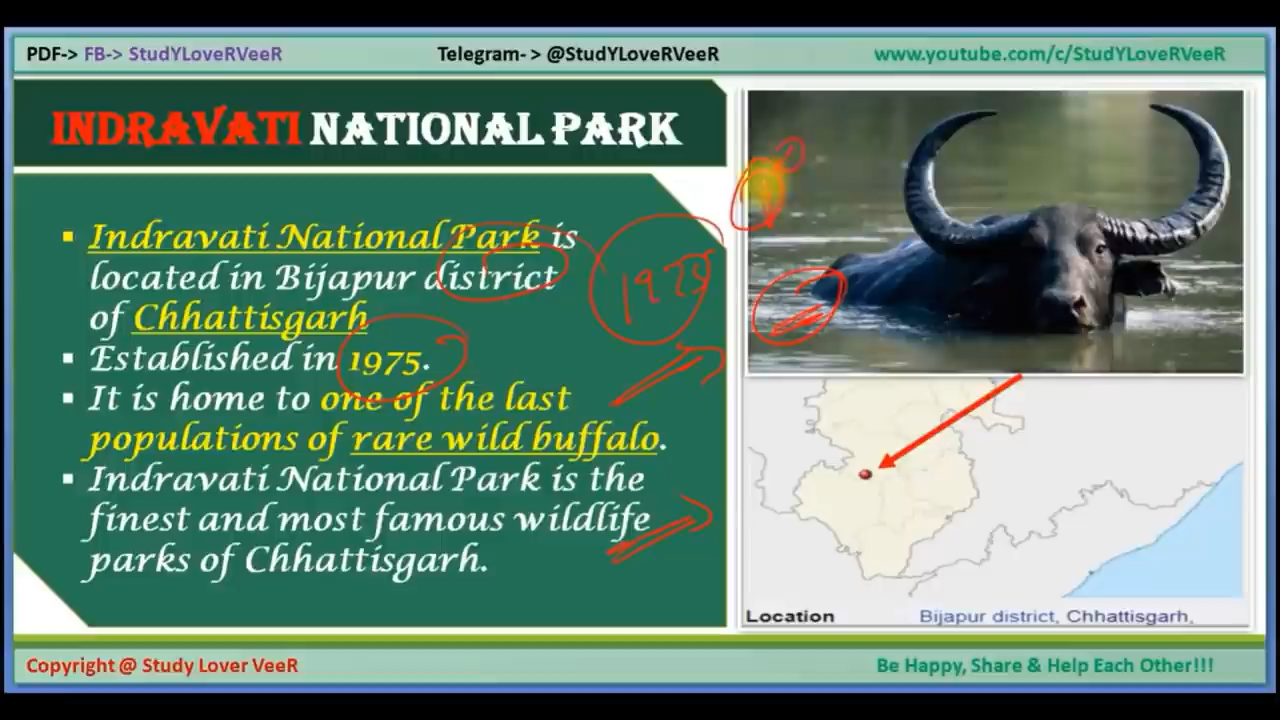 PDF-> FB-> StudYLoveRVeeR
Telegram- > @StudYLoveRVeeR
www.youtube.com/c/StudYLoveRVeeR
INDRAVATI NATIONAL PARK
▪ Indravati National Park is
located in Bijapur district
of Chhattisgarh
▪ Established in 1975.
▪ It is home to one of the last
populations of rare wild buffalo.
▪ Indravati National Park is the
finest and most famous wildlife
parks of Chhattisgarh.
1975
Location Bijapur district, Chhattisgarh,
Copyright @ Study Lover VeeR
Be Happy, Share & Help Each Other!!!